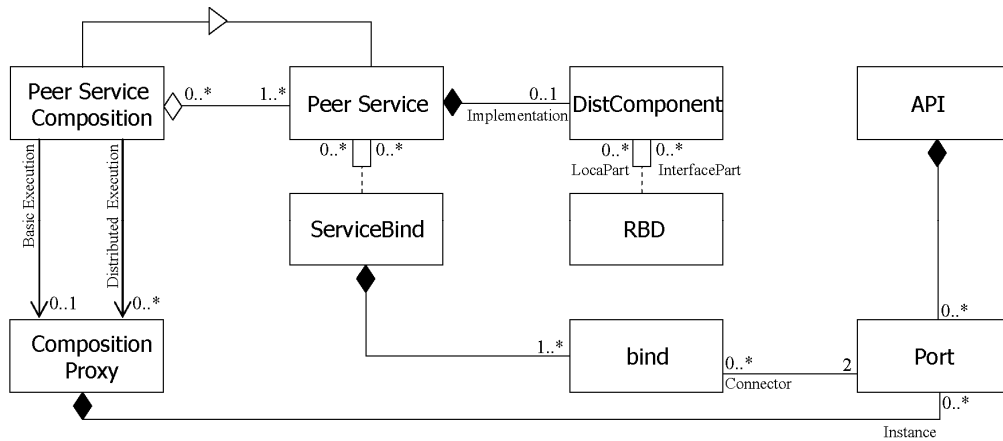 Peer Service
Composition
0..*
1..*
Peer Service
0..1
Implementation
DistComponent
API
0..*
0..*
0..*
0..*
LocaPart
InterfacePart
Basic Execution
Distributed Execution
ServiceBind
RBD
0..1
0..*
0..*
Composition
Proxy
1..*
bind
0..*
2
Connector
Port
0..*
Instance